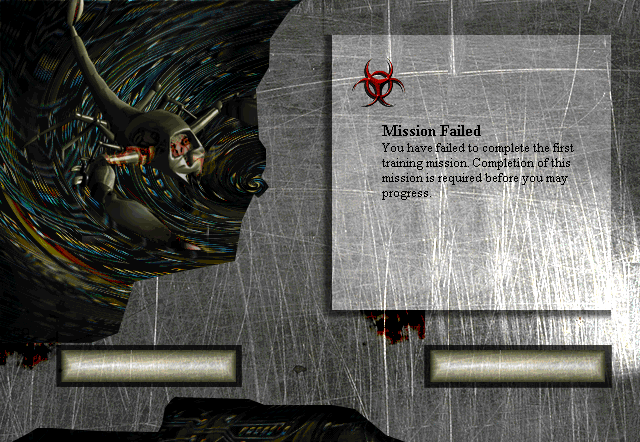 Mission Failed
You have failed to complete the first
training mission. Completion of this
mission is required before you may
progress.